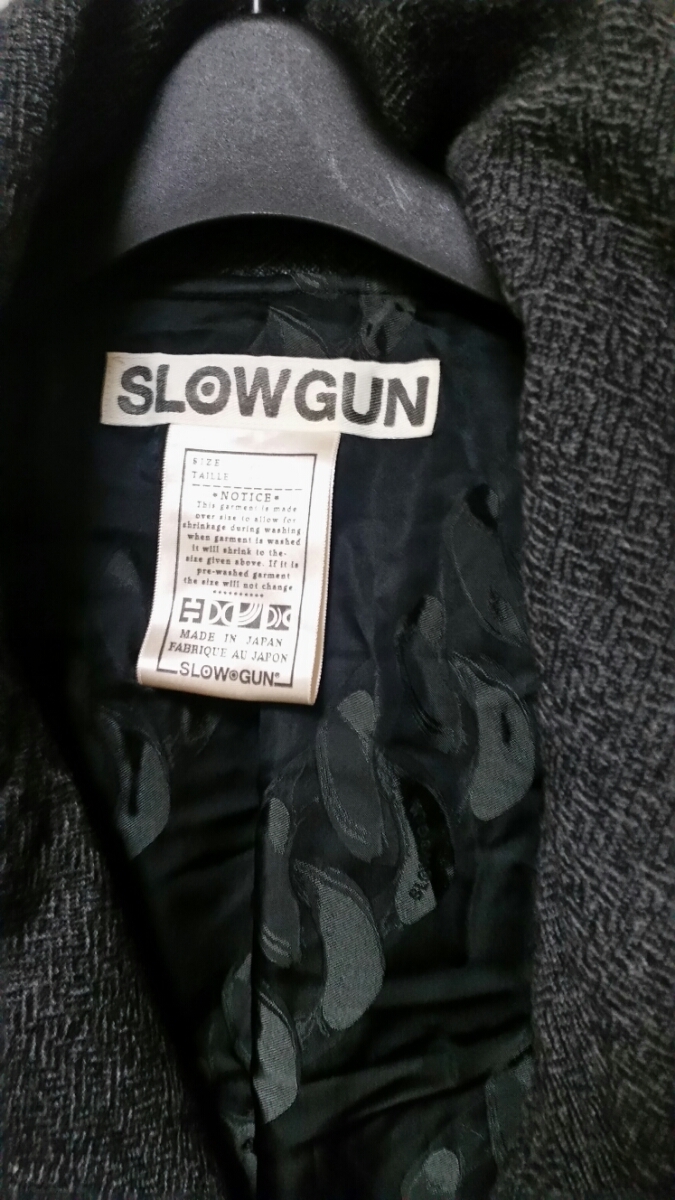 SLOWGUN
SIZE
TAILLE
•NOTICE•
This garment is made
over size to allow for
shrinkage during washing
when garment is washed
it will shrink to the-
size given above. If it is
pre-washed garment
the size will not change
MADE IN JAPAN
FABRIQUE AU JAPON
SLOWGUN®